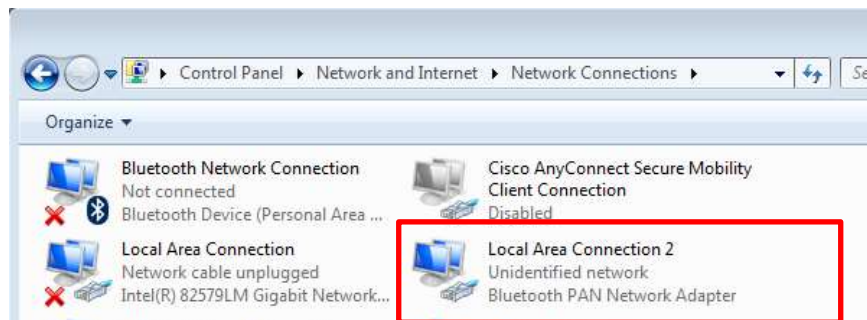 Control Panel ▸ Network and Internet ▸ Network Connections ▸
Se
Organize
Bluetooth Network Connection
Not connected
Bluetooth Device (Personal Area ...
Cisco AnyConnect Secure Mobility
Client Connection
Disabled
Local Area Connection
Network cable unplugged
Intel(R) 82579LM Gigabit Network...
Local Area Connection 2
Unidentified network
Bluetooth PAN Network Adapter